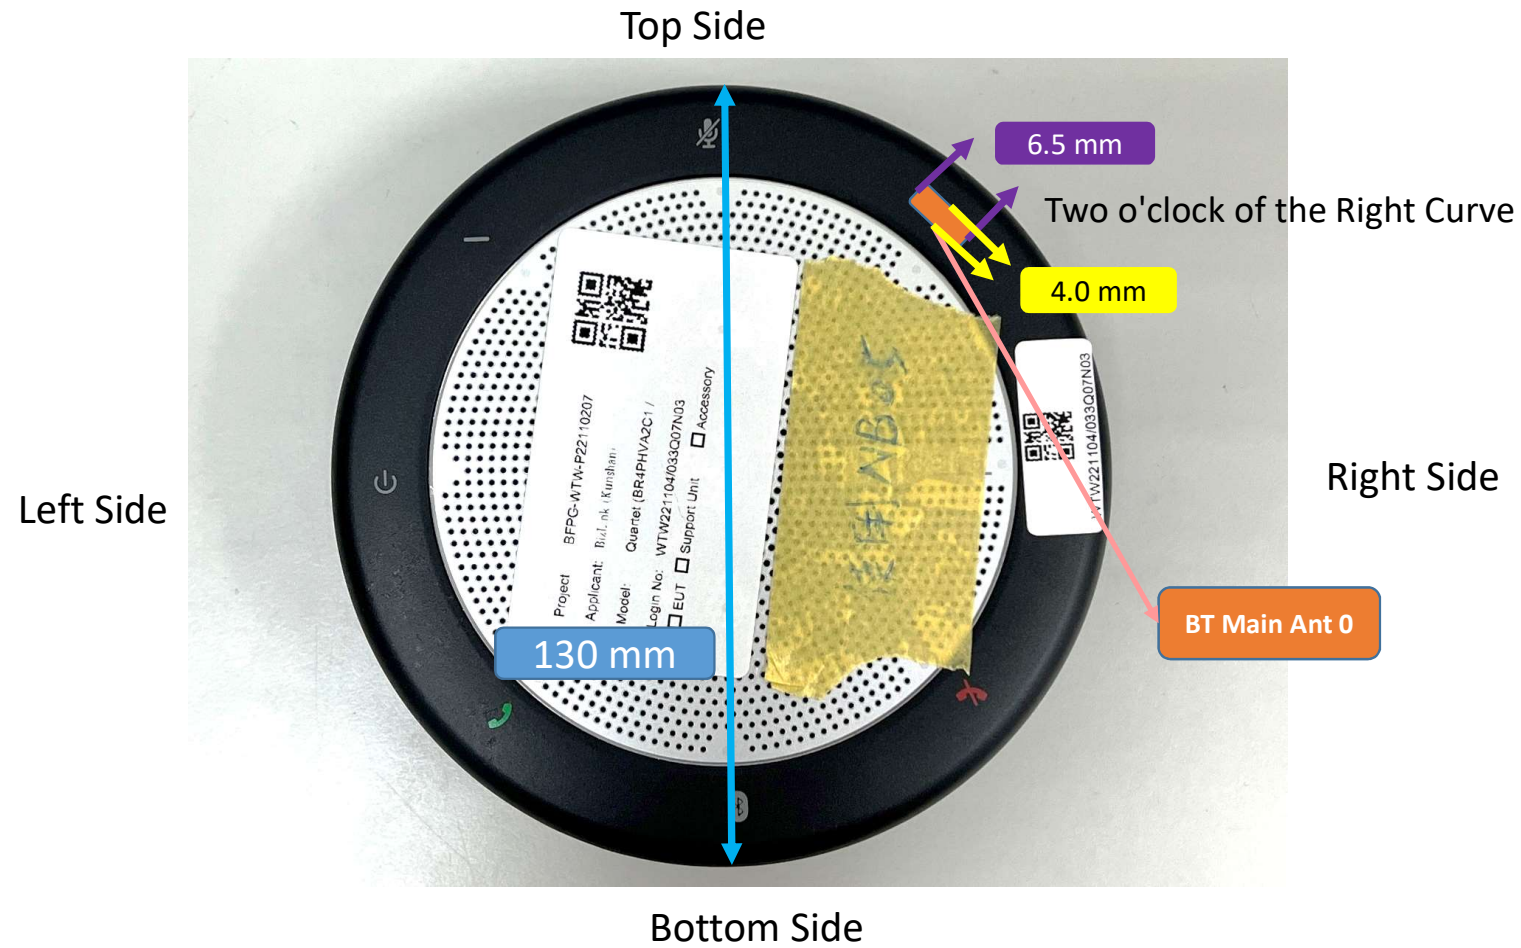 Top Side
6.5 mm
Two o'clock of the Right Curve
4.0 mm
Left Side
Right Side
Project BFPG-WTW-P22110207
Applicant: (Kunshan)
Model: Quartet (BR4PHVA2C1 /
Login No: WTW221104/033Q07N03
EUT Support Unit Accessory
NB05
WTW221104/033Q07N03
130 mm
BT Main Ant 0
Bottom Side